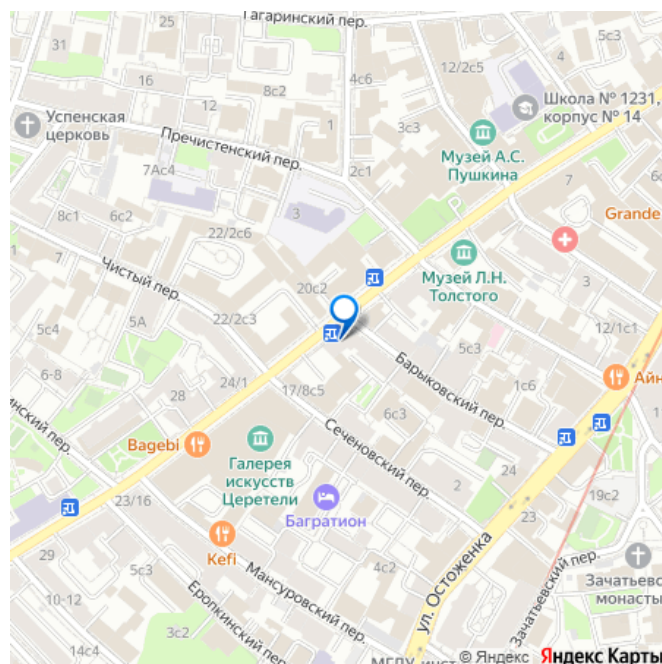 Гагаринский пер.
31
25
16
8с2
4с6
12/2с5
4
Школа № 1231,
корпус № 14
Успенская
церковь
1
3с3
5
Пречистенский пер.
Музей А.С.
Пушкина
7Ас4
2с1
7
8с1
6с2
3
P
Grande
22/2с6
Музей Л.Н.
Толстого
3
Чистый пер.
20с2
22/2с3
5А
12/1с1
5с4
5с3
6-8
24/1
Барыковский пер.
1с6
Айн
28
17/8с5
6с3
Bagebi
Сеченовский пер.
Галерея
искусств
Церетели
24
2
19с2
23/16
Багратион
23
29
Kefi
4с2
ул. Остоженка
5с3
Мансуровский пер.
Зачатьевский пер.
Зачатьевс
монасты
10-12
Еропкинский пер.
3с2
14с4
МГЛУ, инст
© Яндекс Яндекс Карты